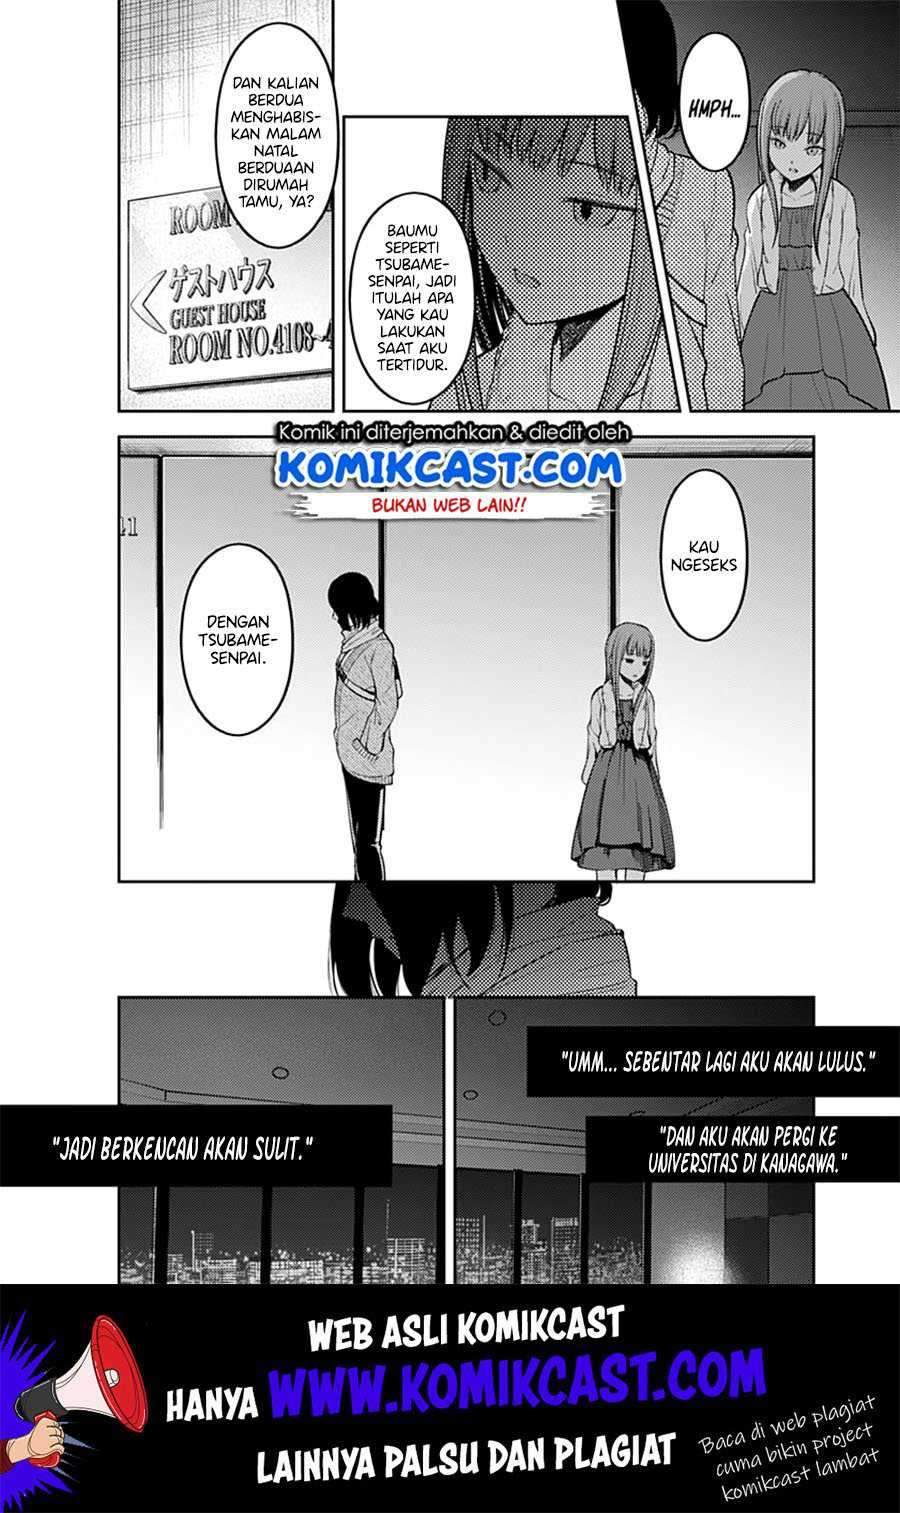 HMPH...
BAUMU
SEPERTI
TSUBAME-
SENPAI, JADI
ITULAH APA
YANG KAU
LAKUKAN
SAAT AKU
TERTIDUR.
DAN KALIAN
BERDUA
MENGHABIS-
KAN MALAM
NATAL
BERDUAAN
DIRUMAH
TAMU, YA?
ROOM
ゲストハウス
GUEST HOUSE
ROOM NO.4108~4
Komik ini diterjemahkan & diedit oleh
KOMIKCAST.COM
BUKAN WEB LAIN!!
KAU
NGESEKS
DENGAN
TSUBAME-
SENPAI.
41
"UMM... SEBENTAR LAGI AKU AKAN LULUS."
"DAN AKU AKAN PERGI KE
UNIVERSITAS DI KANAGAWA."
"JADI BERKENCAN AKAN SULIT."
WEB ASLI KOMIKCAST
HANYA WWW.KOMIKCAST.COM
LAINNYA PALSU DAN PLAGIAT
Baca di web plagiat
cuma bikin project
komikcast lambat